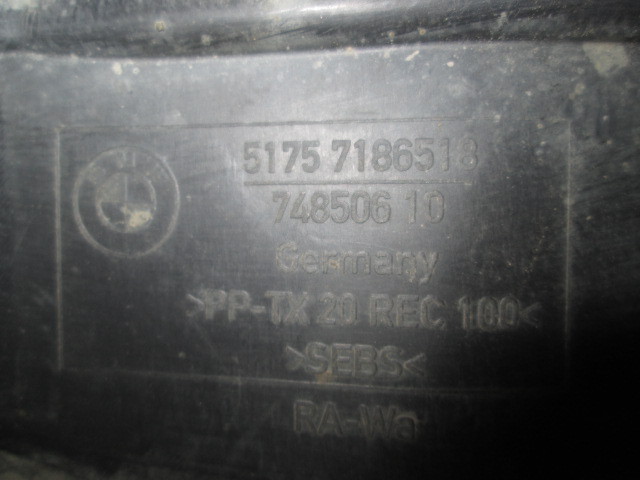 5175 7186518
748506 10
Germany
>PP-TX 20 REC 100<
>SEBS<
RA-Wa